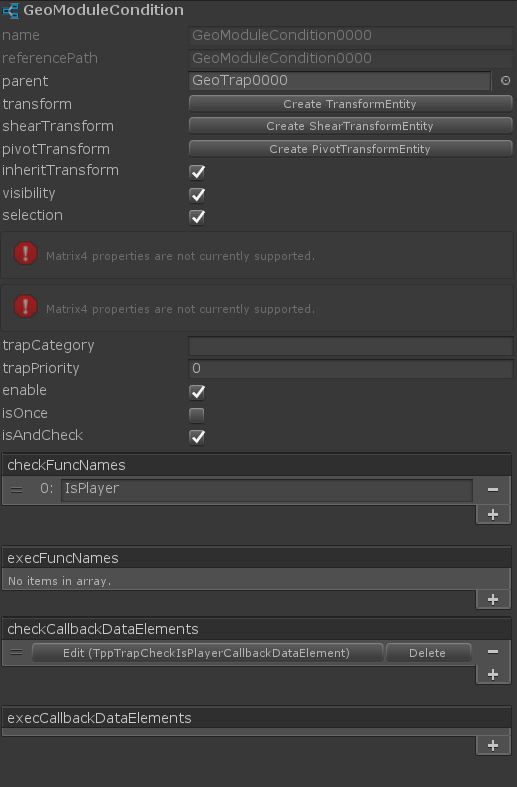 GeoModuleCondition
name GeoModuleCondition0000
referencePath GeoModuleCondition0000
parent GeoTrap0000
transform Create TransformEntity
shearTransform Create ShearTransformEntity
pivotTransform Create PivotTransformEntity
inheritTransform
visibility
selection
Matrix4 properties are not currently supported.
Matrix4 properties are not currently supported.
trapCategory
trapPriority 0
enable
isOnce
isAndCheck
checkFuncNames
0: IsPlayer
execFuncNames
No items in array.
checkCallbackDataElements
Edit (TppTrapCheckIsPlayerCallbackDataElement) Delete
execCallbackDataElements